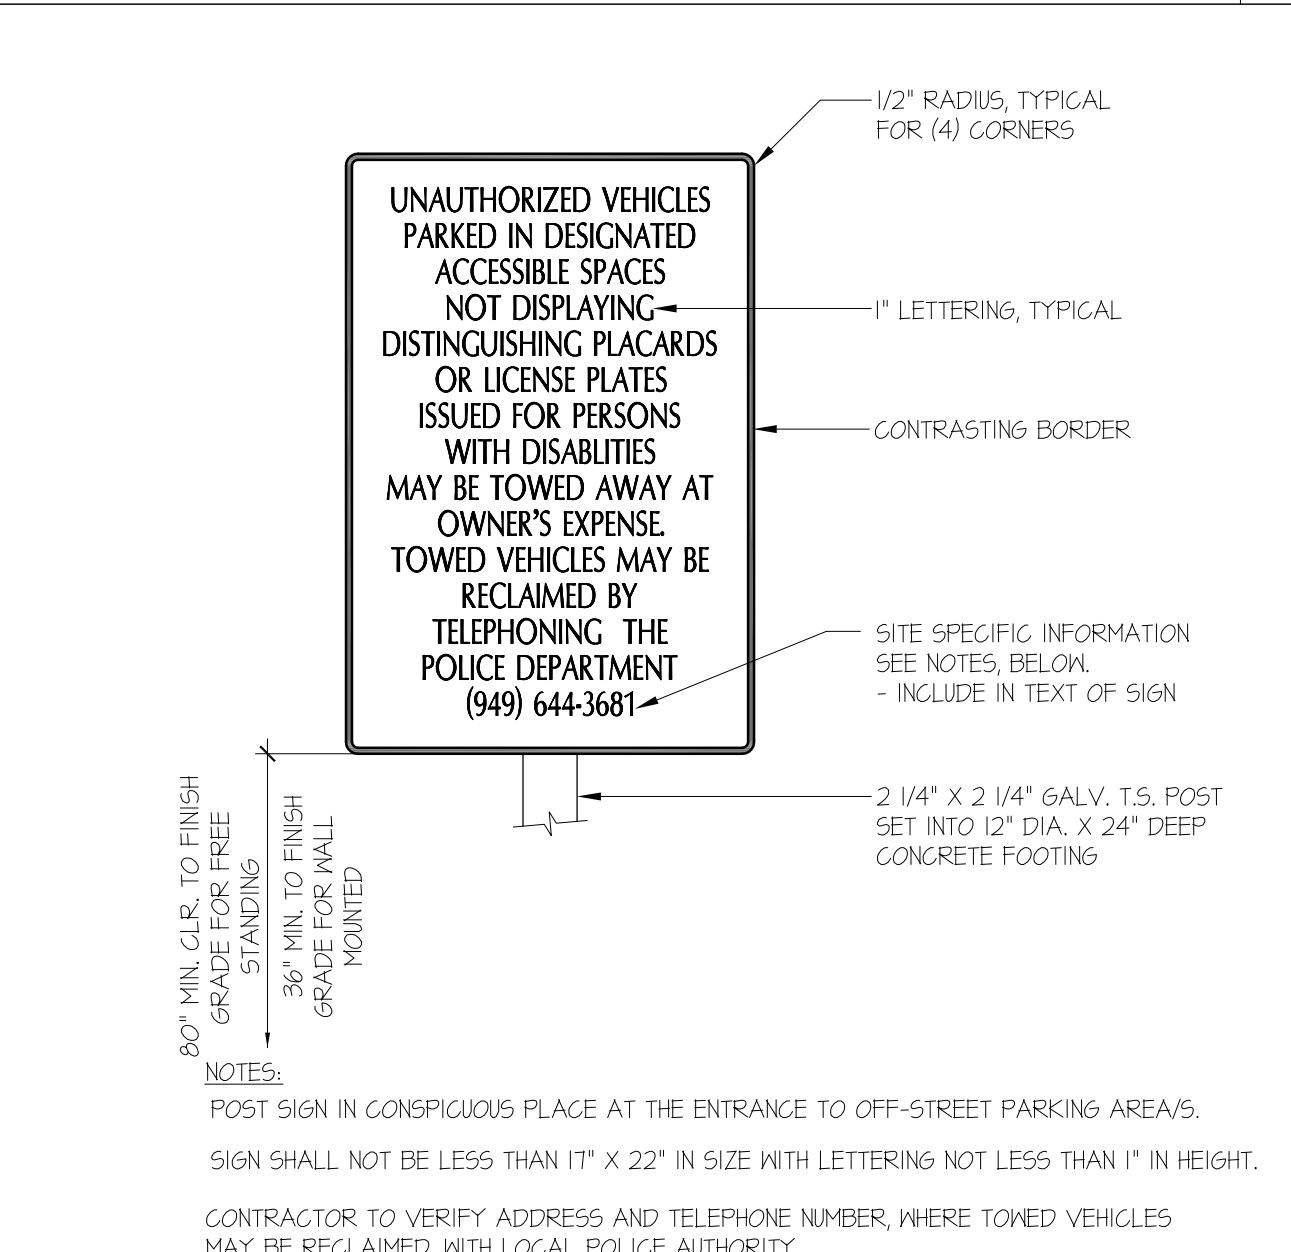 1/2" RADIUS, TYPICAL
FOR (4) CORNERS
UNAUTHORIZED VEHICLES
PARKED IN DESIGNATED
ACCESSIBLE SPACES
NOT DISPLAYING
DISTINGUISHING PLACARDS
OR LICENSE PLATES
ISSUED FOR PERSONS
WITH DISABLITIES
MAY BE TOWED AWAY AT
OWNER'S EXPENSE.
TOWED VEHICLES MAY BE
RECLAIMED BY
TELEPHONING THE
POLICE DEPARTMENT
(949) 644-3681
1" LETTERING, TYPICAL
CONTRASTING BORDER
SITE SPECIFIC INFORMATION
SEE NOTES, BELOW.
- INCLUDE IN TEXT OF SIGN
2 1/4" X 2 1/4" GALV. T.S. POST
SET INTO 12" DIA. X 24" DEEP
CONCRETE FOOTING
80" MIN. CLR. TO FINISH
GRADE FOR FREE
STANDING
36" MIN. TO FINISH
GRADE FOR WALL
MOUNTED
NOTES:
POST SIGN IN CONSPICUOUS PLACE AT THE ENTRANCE TO OFF-STREET PARKING AREA/S.
SIGN SHALL NOT BE LESS THAN 17" X 22" IN SIZE WITH LETTERING NOT LESS THAN 1" IN HEIGHT.
CONTRACTOR TO VERIFY ADDRESS AND TELEPHONE NUMBER, WHERE TOWED VEHICLES
MAY BE RECLAIMED, WITH LOCAL POLICE AUTHORITY